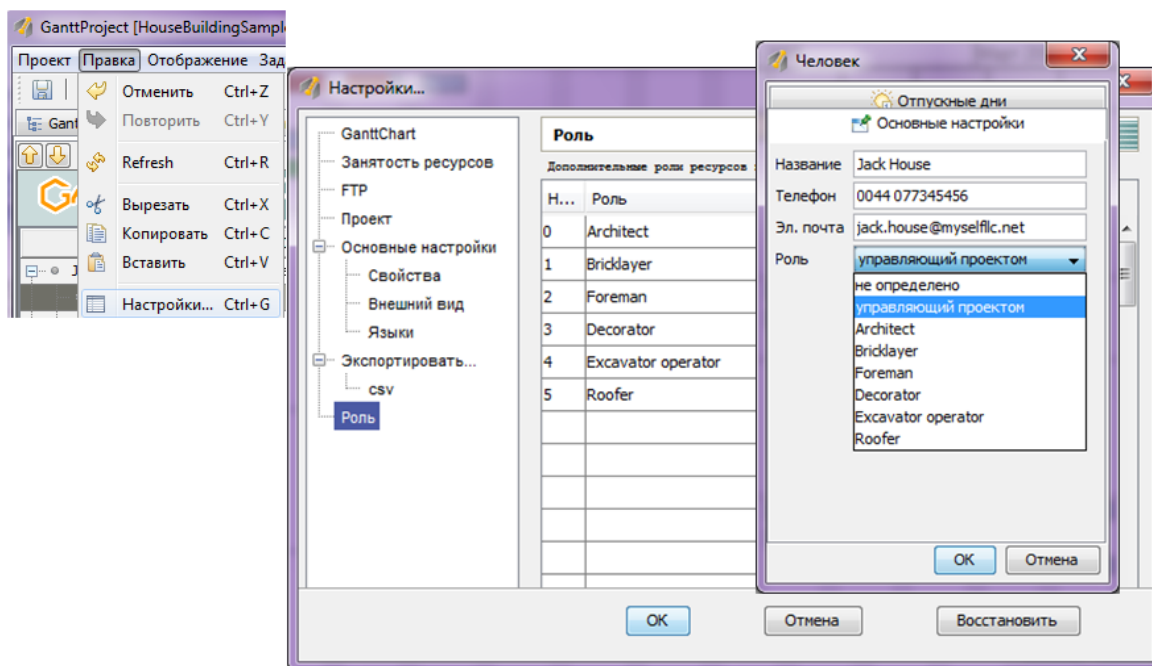 GanttProject [HouseBuildingSampl
Проект Правка Отображение Зад
Отменить Ctrl+Z
Gant
Повторить Ctrl+Y
Refresh Ctrl+R
Вырезать Ctrl+X
Копировать Ctrl+C
Вставить Ctrl+V
Настройки... Ctrl+G
Настройки...
GanttChart
Занятость ресурсов
FTP
Проект
Основные настройки
Свойства
Внешний вид
Языки
Экспортировать...
csv
Роль
Роль
Дополнительные роли ресурсов
Н... Роль
0 Architect
1 Bricklayer
2 Foreman
3 Decorator
4 Excavator operator
5 Roofer
OK Отмена Восстановить
Человек
Отпускные дни
Основные настройки
Название Jack House
Телефон 0044 077345456
Эл. почта jack.house@myselfllc.net
Роль управляющий проектом
не определено
управляющий проектом
Architect
Bricklayer
Foreman
Decorator
Excavator operator
Roofer
OK Отмена